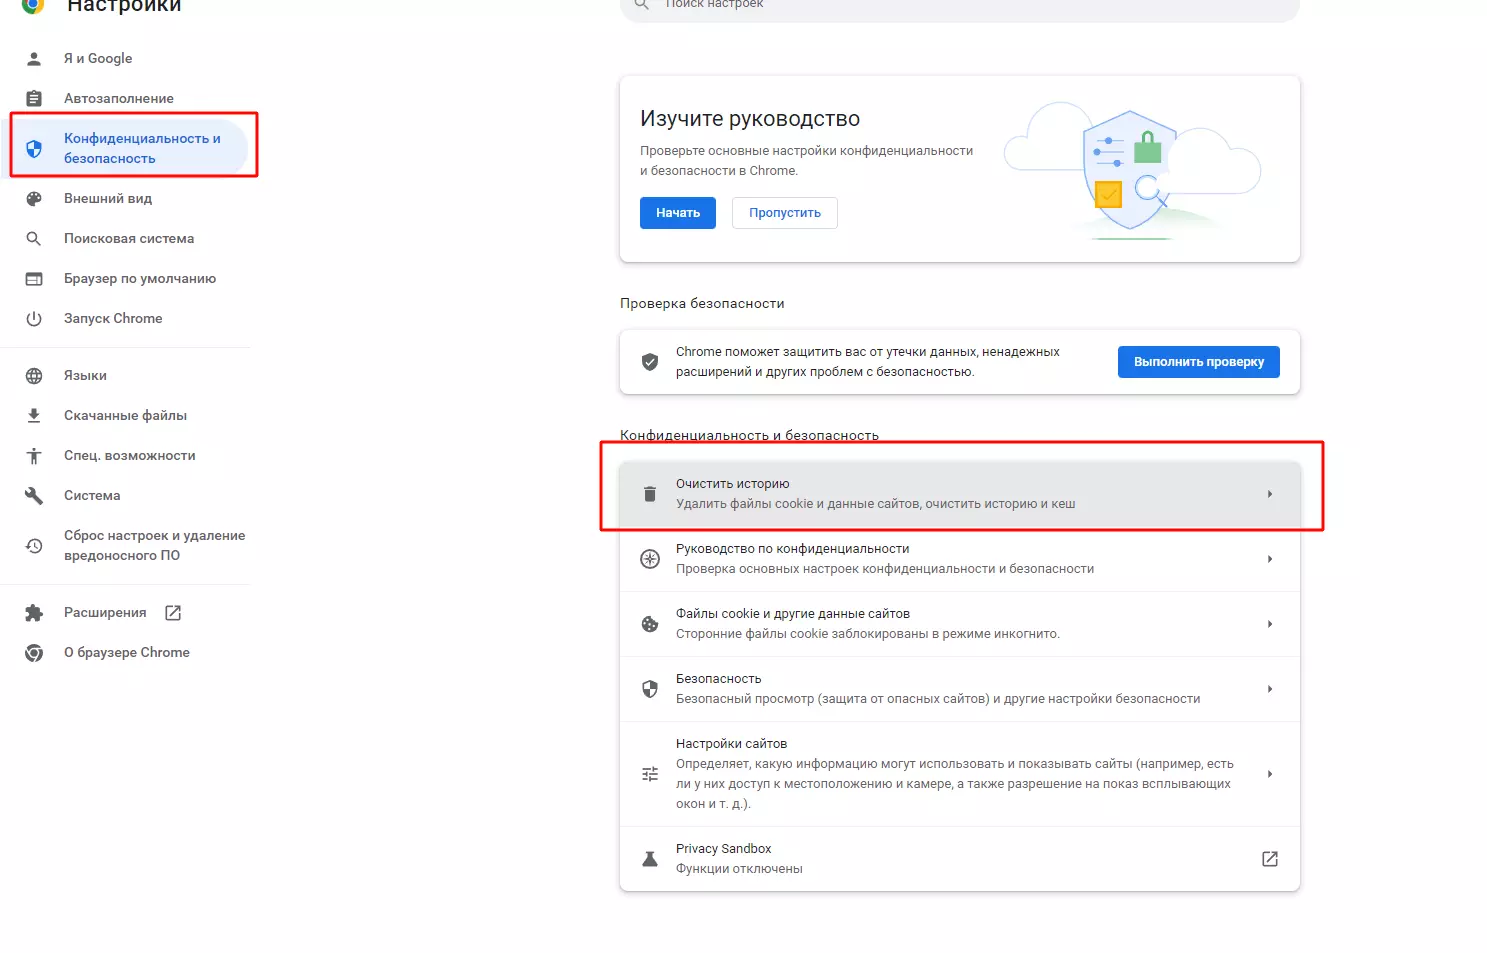 Настройки
Поиск настроек
Я и Google
Автозаполнение
Конфиденциальность и
безопасность
Внешний вид
Поисковая система
Браузер по умолчанию
Запуск Chrome
Языки
Скачанные файлы
Спец. возможности
Система
Сброс настроек и удаление
вредоносного ПО
Расширения
О браузере Chrome
Изучите руководство
Проверьте основные настройки конфиденциальности
и безопасности в Chrome.
Начать
Пропустить
Проверка безопасности
Chrome поможет защитить вас от утечки данных, ненадежных
расширений и других проблем с безопасностью.
Выполнить проверку
Конфиденциальность и безопасность
Очистить историю
Удалить файлы cookie и данные сайтов, очистить историю и кеш
Руководство по конфиденциальности
Проверка основных настроек конфиденциальности и безопасности
Файлы cookie и другие данные сайтов
Сторонние файлы cookie заблокированы в режиме инкогнито.
Безопасность
Безопасный просмотр (защита от опасных сайтов) и другие настройки безопасности
Настройки сайтов
Определяет, какую информацию могут использовать и показывать сайты (например, есть
ли у них доступ к местоположению и камере, а также разрешение на показ всплывающих
окон и т. д.).
Privacy Sandbox
Функции отключены